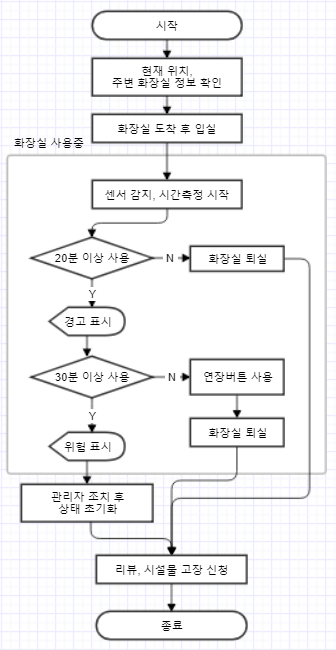 시작
현재 위치,
주변 화장실 정보 확인
화장실 도착 후 입실
화장실 사용중
센서 감지, 시간측정 시작
20분 이상 사용
N
화장실 퇴실
Y
경고 표시
30분 이상 사용
N
연장버튼 사용
Y
화장실 퇴실
위험 표시
관리자 조치 후
상태 초기화
리뷰, 시설물 고장 신청
종료